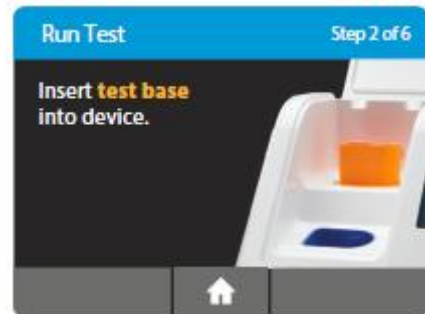 Run Test
Step 2 of 6
Insert test base
into device.